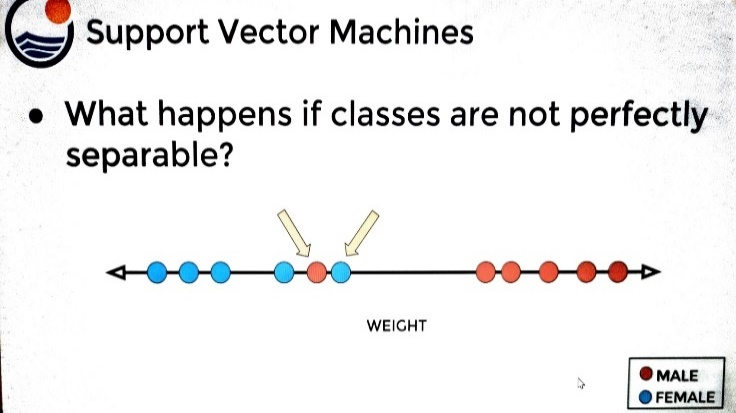 Support Vector Machines
● What happens if classes are not perfectly
separable?
WEIGHT
MALE
FEMALE